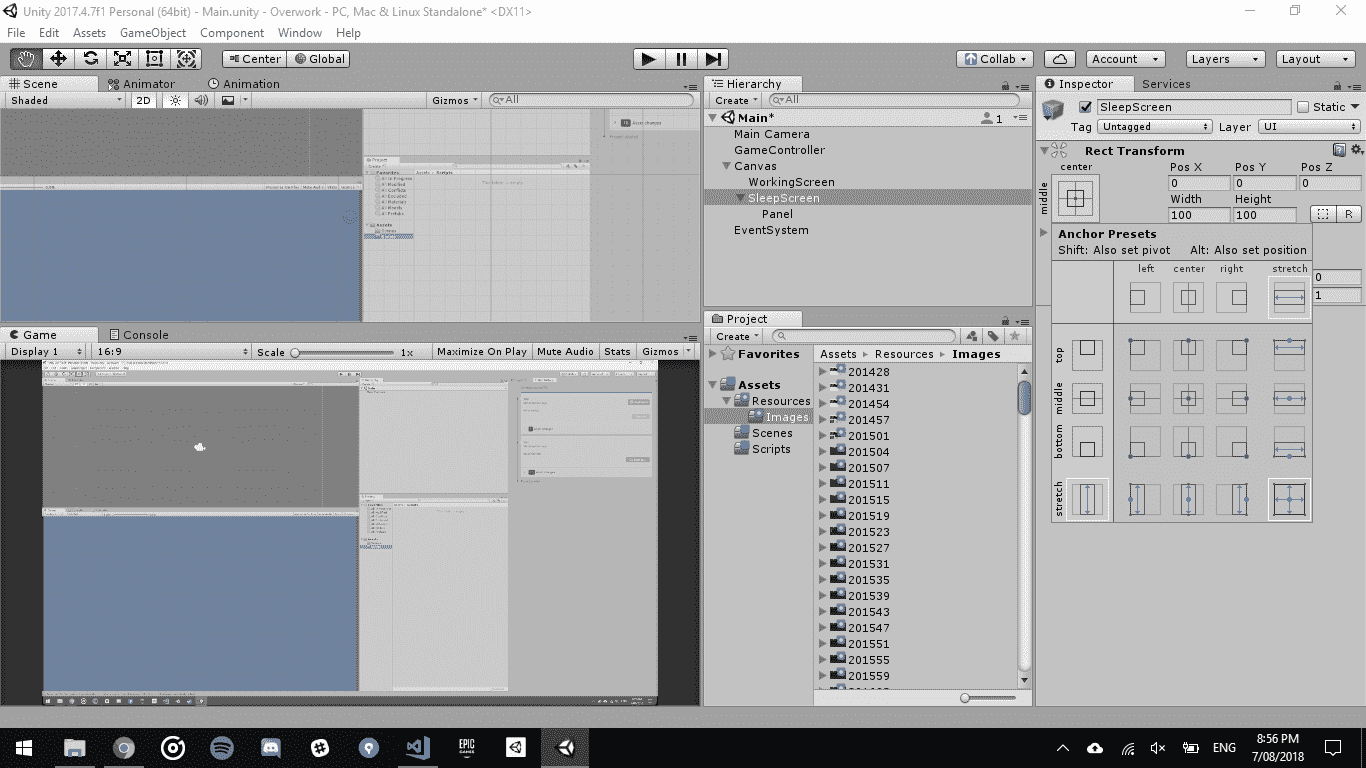 Unity 2017.4.7f1 Personal (64bit) - Main.unity - Overwork - PC, Mac & Linux Standalone* <DX11>
File Edit Assets GameObject Component Window Help
Center Global
Collab
Account
Layers
Layout
Scene Animator Animation
Shaded 2D Gizmos All
Game Console
Display 1 16:9 Scale 1x Maximize On Play Mute Audio Stats Gizmos
Hierarchy
Create All
Main*
1
Main Camera
GameController
Canvas
WorkingScreen
SleepScreen
Panel
EventSystem
Project
Create
Favorites
Assets
Resources
Images
Scenes
Scripts
Assets Resources Images
201428
201431
201454
201457
201501
201504
201507
201511
201515
201519
201523
201527
201531
201535
201539
201543
201547
201551
201555
201559
Inspector Services
SleepScreen Static
Tag Untagged Layer UI
Rect Transform
center
middle
Pos X Pos Y Pos Z
0 0 0
Width Height
100 100 R
Anchor Presets
Shift: Also set pivot Alt: Also set position
left center right stretch
top
middle
bottom
stretch
0
1
EPIC GAMES
ENG
8:56 PM
7/08/2018